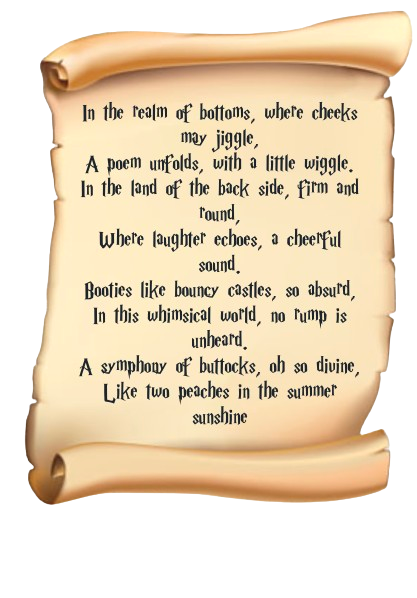 In the realm of bottoms, where cheeks
may jiggle,
A poem unfolds, with a little wiggle.
In the land of the back side, firm and
round,
Where laughter echoes, a cheerful
sound.
Booties like bouncy castles, so absurd,
In this whimsical world, no rump is
unheard.
A symphony of buttocks, oh so divine,
Like two peaches in the summer
sunshine